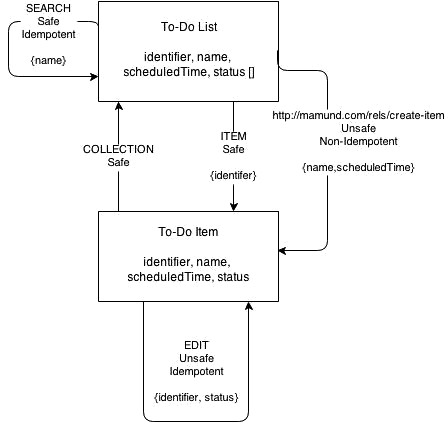 SEARCH
Safe
Idempotent
{name}
To-Do List
identifier, name,
scheduledTime, status []
http://mamund.com/rels/create-item
Unsafe
Non-Idempotent
{name,scheduledTime}
COLLECTION
Safe
ITEM
Safe
{identifer}
To-Do Item
identifier, name,
scheduledTime, status
EDIT
Unsafe
Idempotent
{identifier, status}